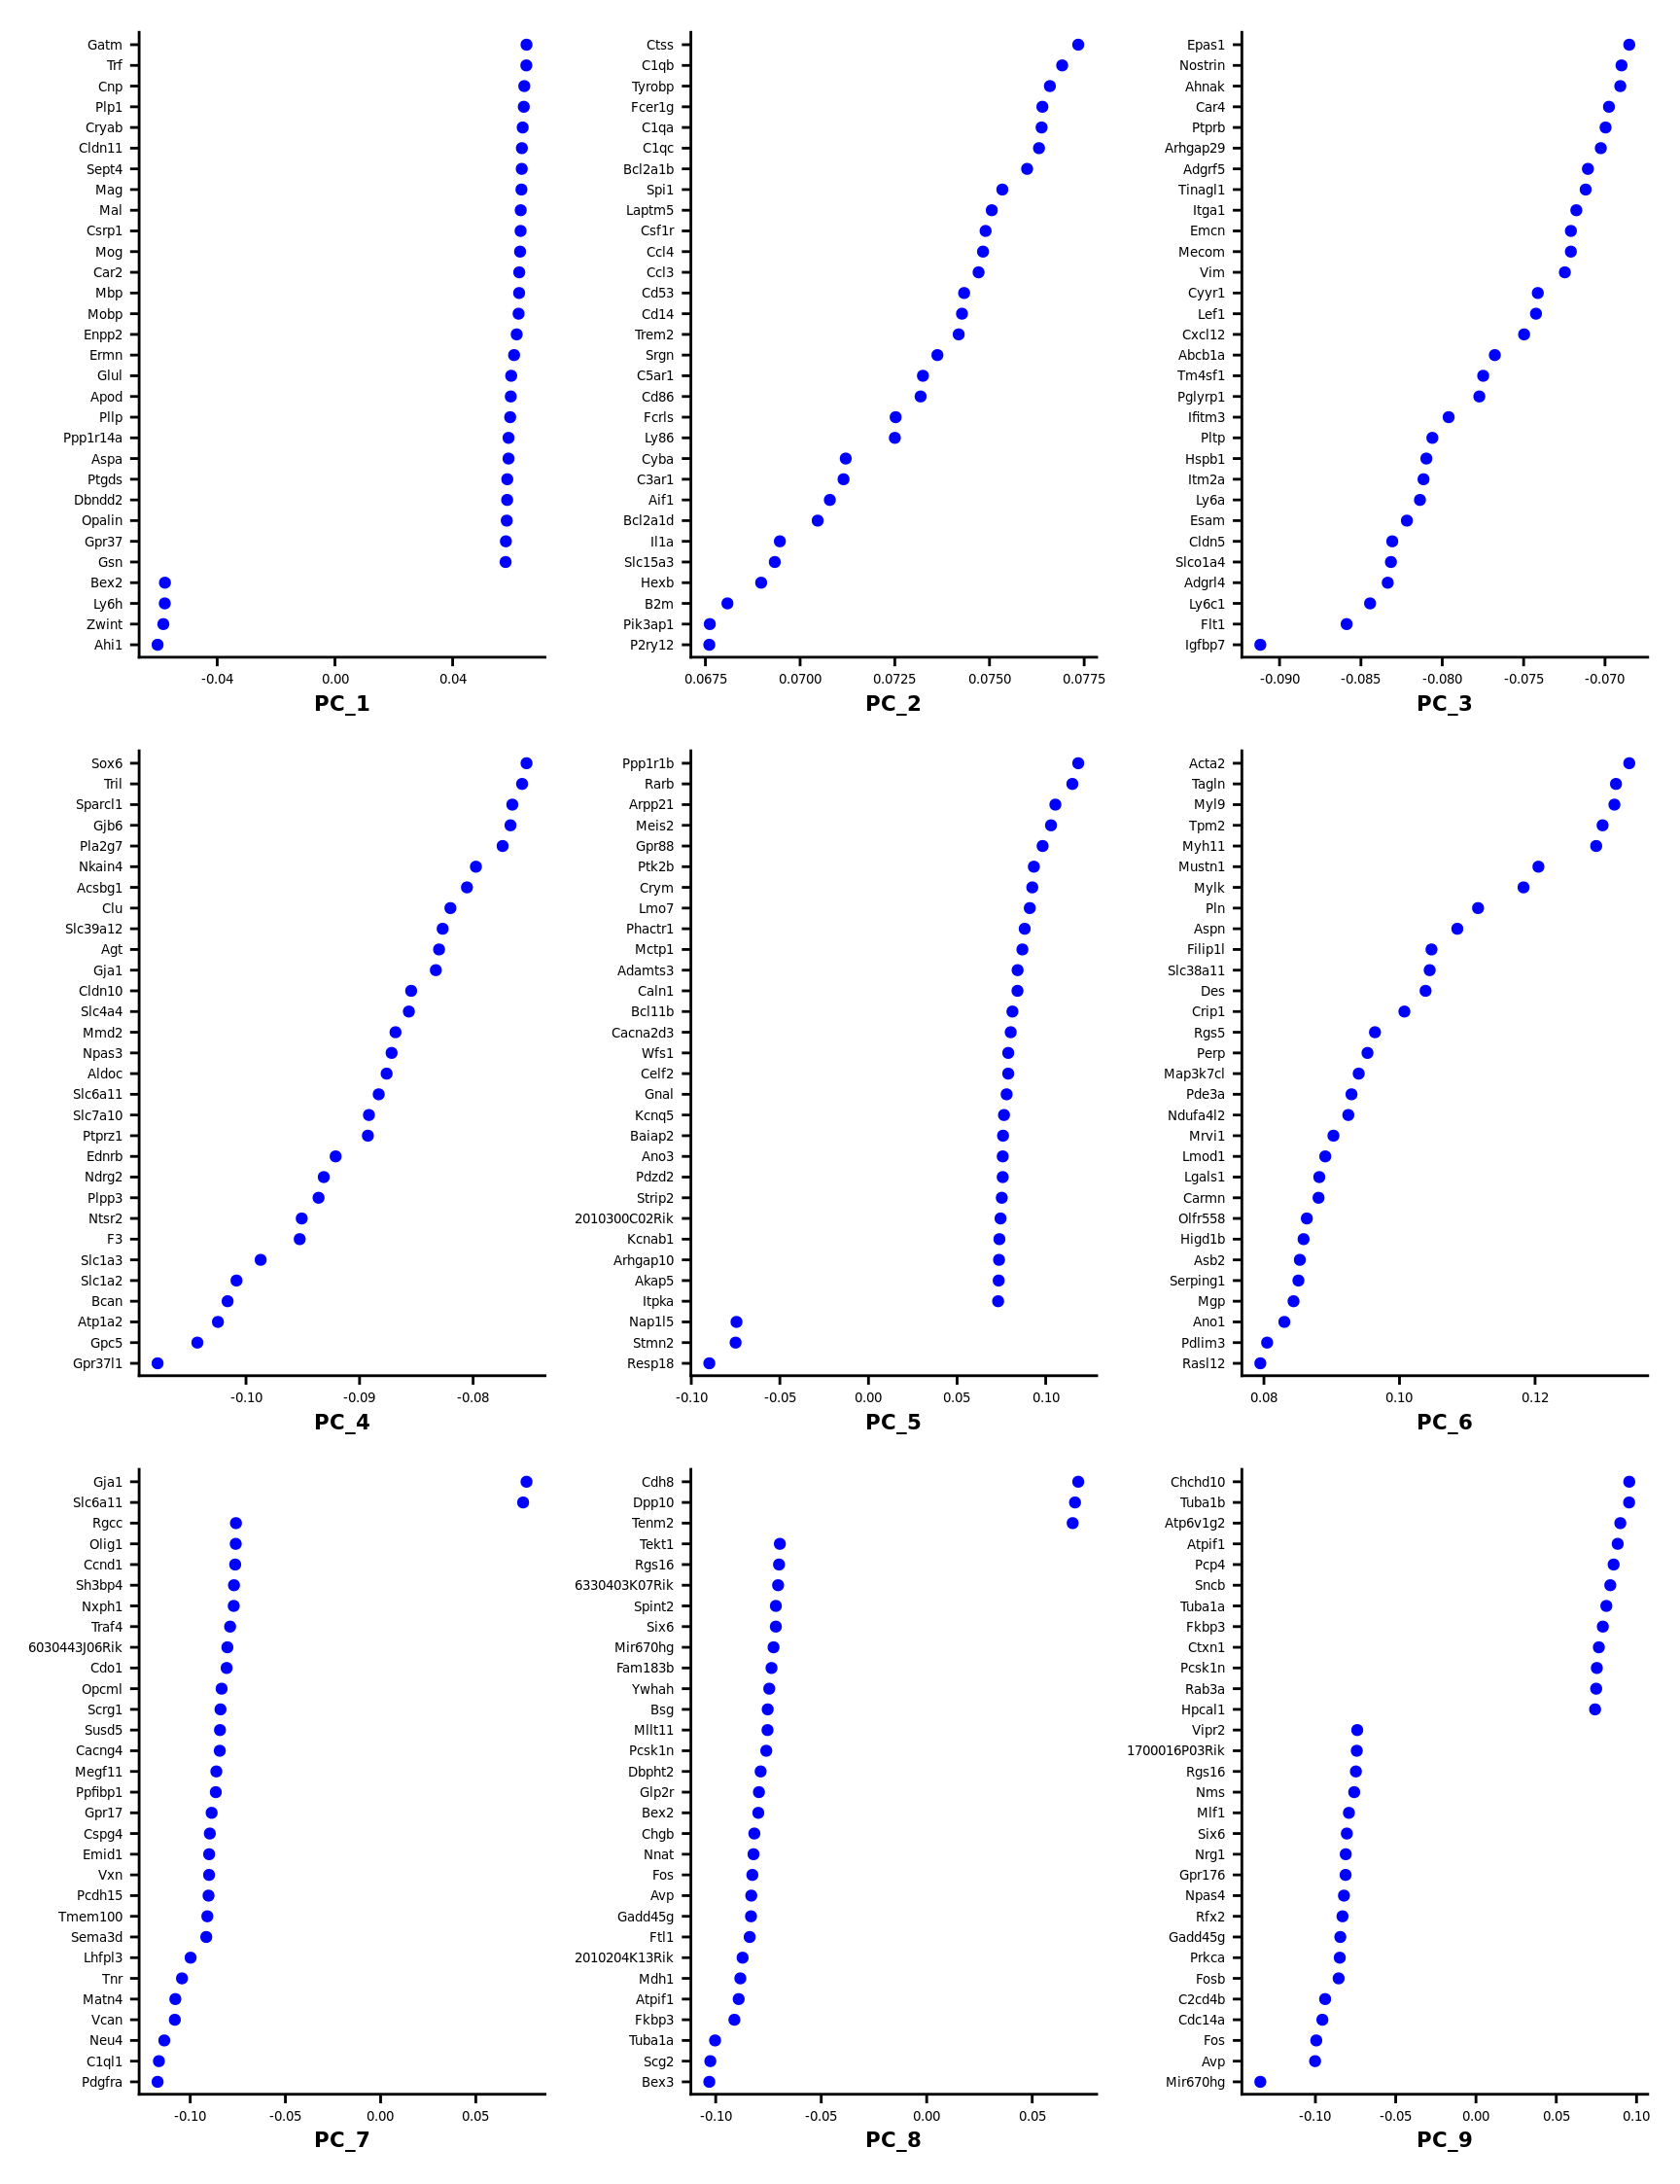 Gatm
Trf
Cnp
Plp1
Cryab
Cldn11
Sept4
Mag
Mal
Csrp1
Mog
Car2
Mbp
Mobp
Enpp2
Ermn
Glul
Apod
Pllp
Ppp1r14a
Aspa
Ptgds
Dbndd2
Opalin
Gpr37
Gsn
Bex2
Ly6h
Zwint
Ahi1
-0.04 0.00 0.04
PC_1
Ctss
C1qb
Tyrobp
Fcer1g
C1qa
C1qc
Bcl2a1b
Spi1
Laptm5
Csf1r
Ccl4
Ccl3
Cd53
Cd14
Trem2
Srgn
C5ar1
Cd86
Fcrls
Ly86
Cyba
C3ar1
Aif1
Bcl2a1d
Il1a
Slc15a3
Hexb
B2m
Pik3ap1
P2ry12
0.0675 0.0700 0.0725 0.0750 0.0775
PC_2
Epas1
Nostrin
Ahnak
Car4
Ptprb
Arhgap29
Adgrf5
Tinagl1
Itga1
Emcn
Mecom
Vim
Cyyr1
Lef1
Cxcl12
Abcb1a
Tm4sf1
Pglyrp1
Ifitm3
Pltp
Hspb1
Itm2a
Ly6a
Esam
Cldn5
Slco1a4
Adgrl4
Ly6c1
Flt1
Igfbp7
-0.090 -0.085 -0.080 -0.075 -0.070
PC_3
Sox6
Tril
Sparcl1
Gjb6
Pla2g7
Nkain4
Acsbg1
Clu
Slc39a12
Agt
Gja1
Cldn10
Slc4a4
Mmd2
Npas3
Aldoc
Slc6a11
Slc7a10
Ptprz1
Ednrb
Ndrg2
Plpp3
Ntsr2
F3
Slc1a3
Slc1a2
Bcan
Atp1a2
Gpc5
Gpr37l1
-0.10 -0.09 -0.08
PC_4
Ppp1r1b
Rarb
Arpp21
Meis2
Gpr88
Ptk2b
Crym
Lmo7
Phactr1
Mctp1
Adamts3
Caln1
Bcl11b
Cacna2d3
Wfs1
Celf2
Gnal
Kcnq5
Baiap2
Ano3
Pdzd2
Strip2
2010300C02Rik
Kcnab1
Arhgap10
Akap5
Itpka
Nap1l5
Stmn2
Resp18
-0.10 -0.05 0.00 0.05 0.10
PC_5
Acta2
Tagln
Myl9
Tpm2
Myh11
Mustn1
Mylk
Pln
Aspn
Filip1l
Slc38a11
Des
Crip1
Rgs5
Perp
Map3k7cl
Pde3a
Ndufa4l2
Mrvi1
Lmod1
Lgals1
Carmn
Olfr558
Higd1b
Asb2
Serping1
Mgp
Ano1
Pdlim3
Rasl12
0.08 0.10 0.12
PC_6
Gja1
Slc6a11
Rgcc
Olig1
Ccnd1
Sh3bp4
Nxph1
Traf4
6030443J06Rik
Cdo1
Opcml
Scrg1
Susd5
Cacng4
Megf11
Ppfibp1
Gpr17
Cspg4
Emid1
Vxn
Pcdh15
Tmem100
Sema3d
Lhfpl3
Tnr
Matn4
Vcan
Neu4
C1ql1
Pdgfra
-0.10 -0.05 0.00 0.05
PC_7
Cdh8
Dpp10
Tenm2
Tekt1
Rgs16
6330403K07Rik
Spint2
Six6
Mir670hg
Fam183b
Ywhah
Bsg
Mllt11
Pcsk1n
Dbpht2
Glp2r
Bex2
Chgb
Nnat
Fos
Avp
Gadd45g
Ftl1
2010204K13Rik
Mdh1
Atpif1
Fkbp3
Tuba1a
Scg2
Bex3
-0.10 -0.05 0.00 0.05
PC_8
Chchd10
Tuba1b
Atp6v1g2
Atpif1
Pcp4
Sncb
Tuba1a
Fkbp3
Ctxn1
Pcsk1n
Rab3a
Hpcal1
Vipr2
1700016P03Rik
Rgs16
Nms
Mlf1
Six6
Nrg1
Gpr176
Npas4
Rfx2
Gadd45g
Prkca
Fosb
C2cd4b
Cdc14a
Fos
Avp
Mir670hg
-0.10 -0.05 0.00 0.05 0.10
PC_9